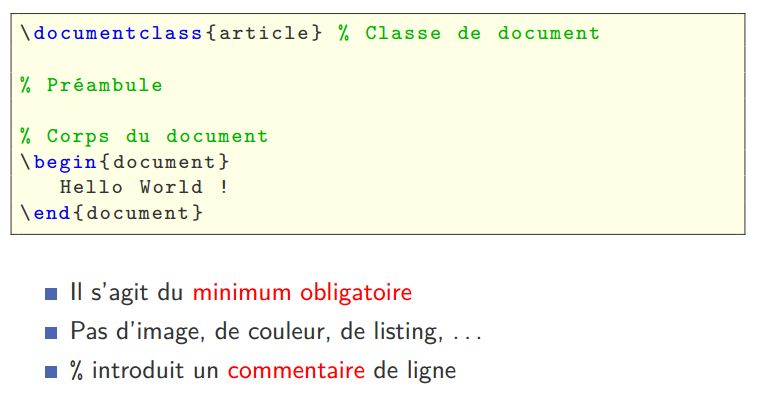 \documentclass{article} % Classe de document
% Préambule
% Corps du document
\begin{document}
Hello World !
\end{document}
Il s'agit du minimum obligatoire
Pas d'image, de couleur, de listing, ...
% introduit un commentaire de ligne